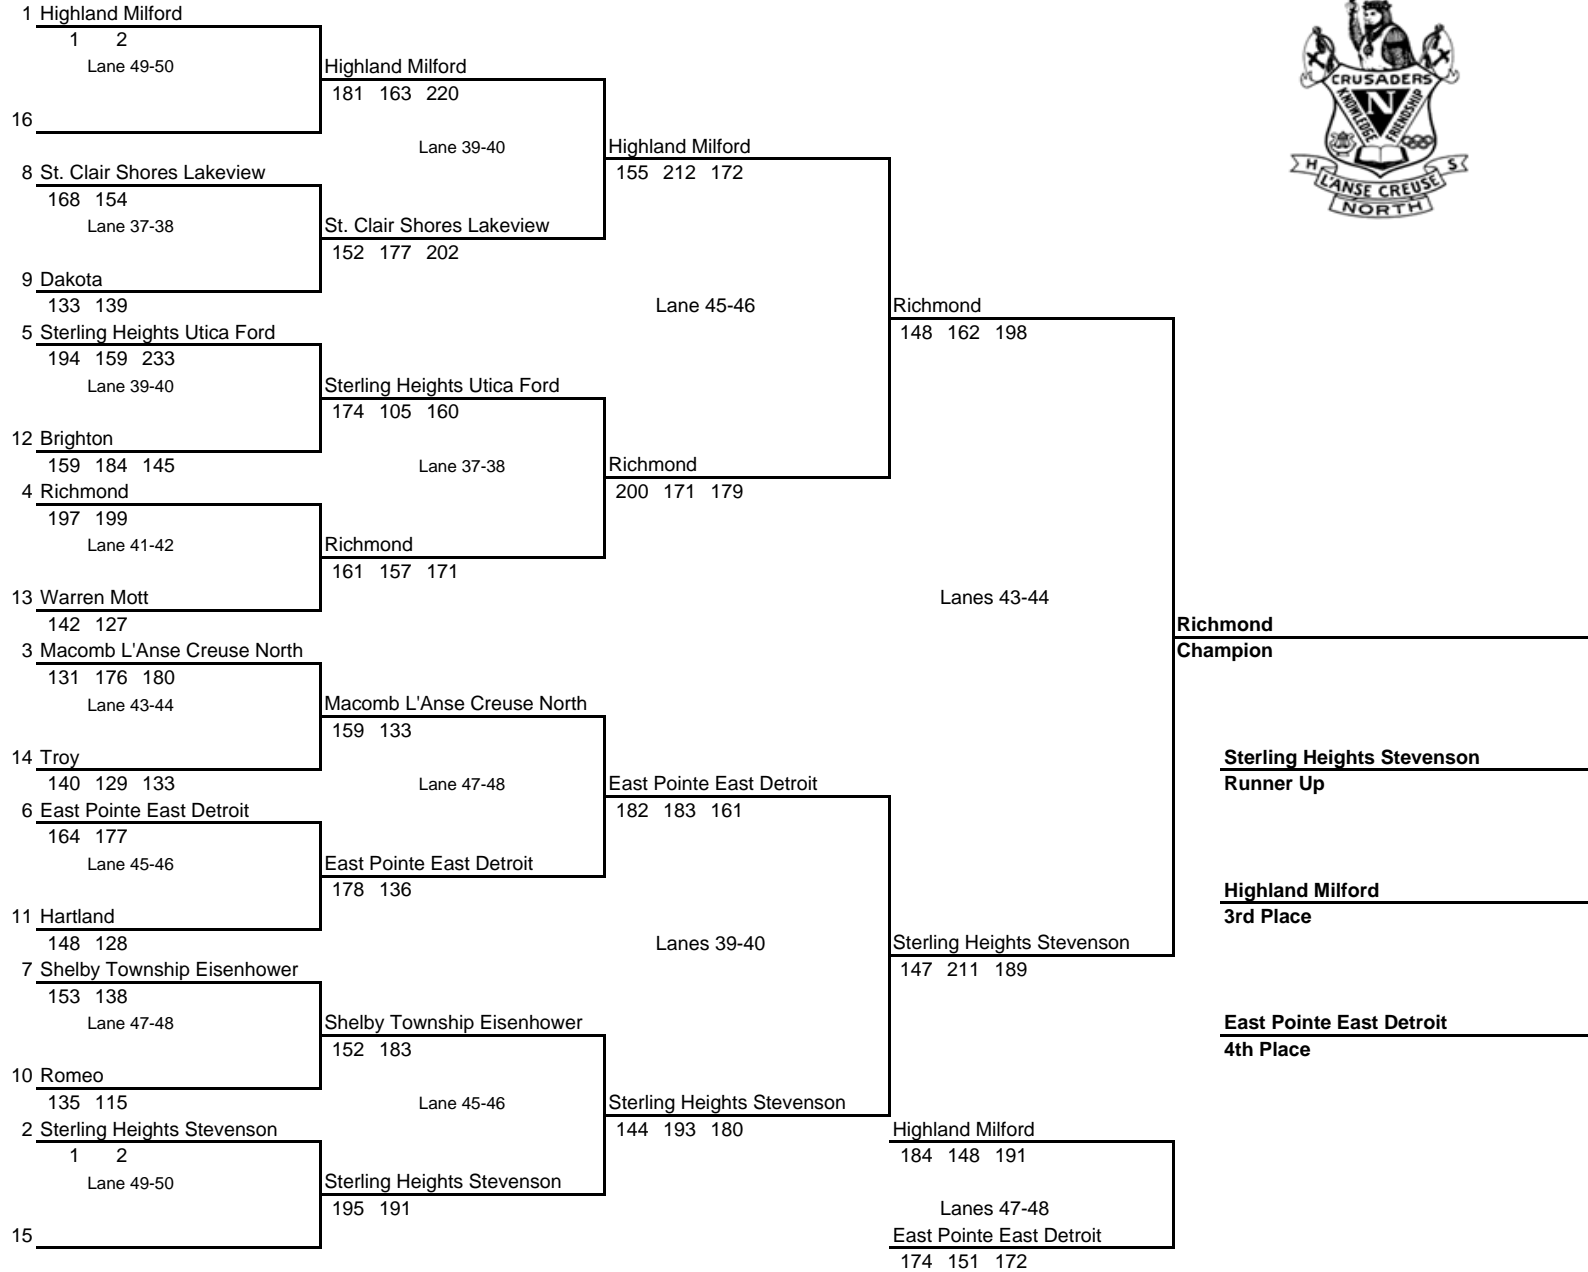 1 Highland Milford
1 2
Lane 49-50
Highland Milford
181 163 220
16
Lane 39-40
Highland Milford
155 212 172
8 St. Clair Shores Lakeview
168 154
Lane 37-38
St. Clair Shores Lakeview
152 177 202
9 Dakota
133 139
Lane 45-46
Richmond
148 162 198
5 Sterling Heights Utica Ford
194 159 233
Lane 39-40
Sterling Heights Utica Ford
174 105 160
12 Brighton
159 184 145
Lane 37-38
Richmond
200 171 179
4 Richmond
197 199
Lane 41-42
Richmond
161 157 171
13 Warren Mott
142 127
Lanes 43-44
Richmond
Champion
3 Macomb L'Anse Creuse North
131 176 180
Lane 43-44
Macomb L'Anse Creuse North
159 133
14 Troy
140 129 133
Lane 47-48
East Pointe East Detroit
182 183 161
Sterling Heights Stevenson
Runner Up
6 East Pointe East Detroit
164 177
Lane 45-46
East Pointe East Detroit
178 136
Highland Milford
3rd Place
11 Hartland
148 128
Lanes 39-40
Sterling Heights Stevenson
147 211 189
7 Shelby Township Eisenhower
153 138
Lane 47-48
Shelby Township Eisenhower
152 183
East Pointe East Detroit
4th Place
10 Romeo
135 115
Lane 45-46
Sterling Heights Stevenson
144 193 180
2 Sterling Heights Stevenson
1 2
Lane 49-50
Sterling Heights Stevenson
195 191
15
Highland Milford
184 148 191
Lanes 47-48
East Pointe East Detroit
174 151 172
CRUSADERS
N
KNOWLEDGE
FRIENDSHIP
H S
L'ANSE CREUSE
NORTH